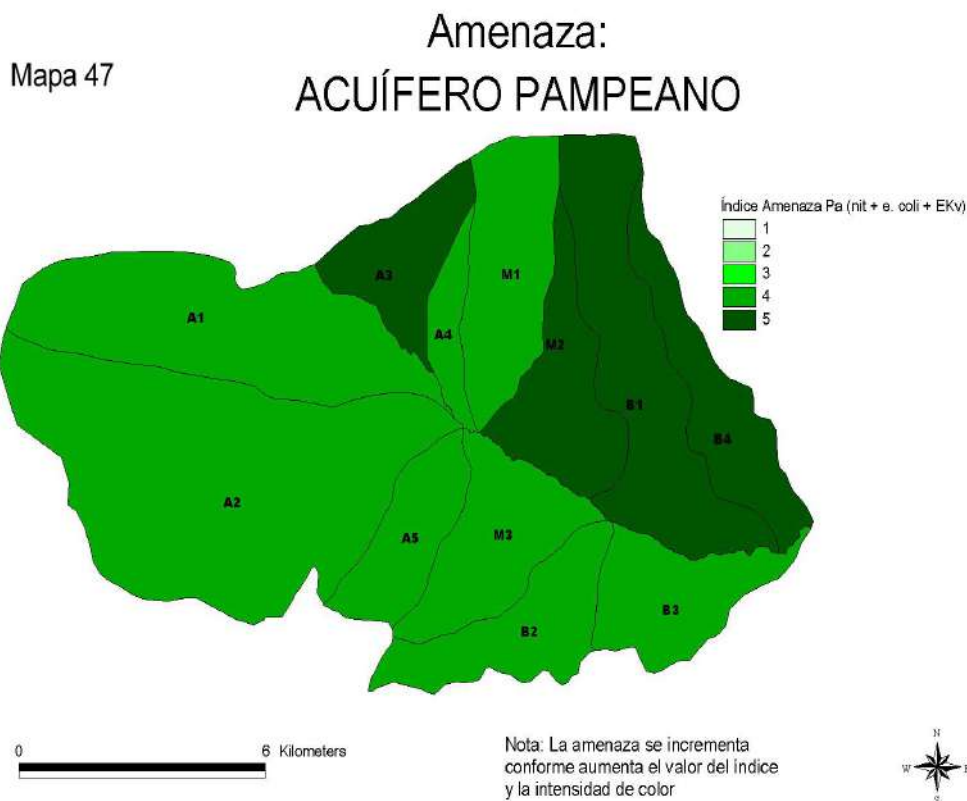 Mapa 47
Amenaza:
ACUÍFERO PAMPEANO
Índice Amenaza Pa (nit + e. coli + EKv)
1
2
3
4
5
A3
M1
A1
A4
M2
B1
B4
A2
A5
M3
B3
B2
0 6 Kilometers
Nota: La amenaza se incrementa
conforme aumenta el valor del índice
y la intensidad de color
N
W E
S